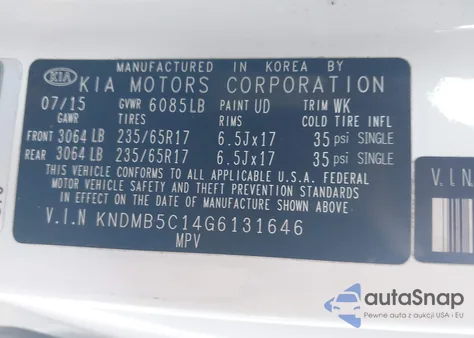 MANUFACTURED IN KOREA BY
KIA KIA MOTORS CORPORATION
07/15 GVWR 6085LB PAINT UD TRIM WK
GAWR TIRES RIMS COLD TIRE INFL
FRONT 3064 LB 235/65R17 6.5Jx17 35 psi SINGLE
REAR 3064 LB 235/65R17 6.5Jx17 35 psi SINGLE
THIS VEHICLE CONFORMS TO ALL APPLICABLE U.S. FEDERAL
MOTOR VEHICLE SAFETY AND THEFT PREVENTION STANDARDS
IN EFFECT ON THE DATE OF MANUFACTURE SHOWN ABOVE.
V.I.N KNDMB5C14G6131646
MPV
V.I.N
autoSnap
Pewne auta z aukcji USA i EU